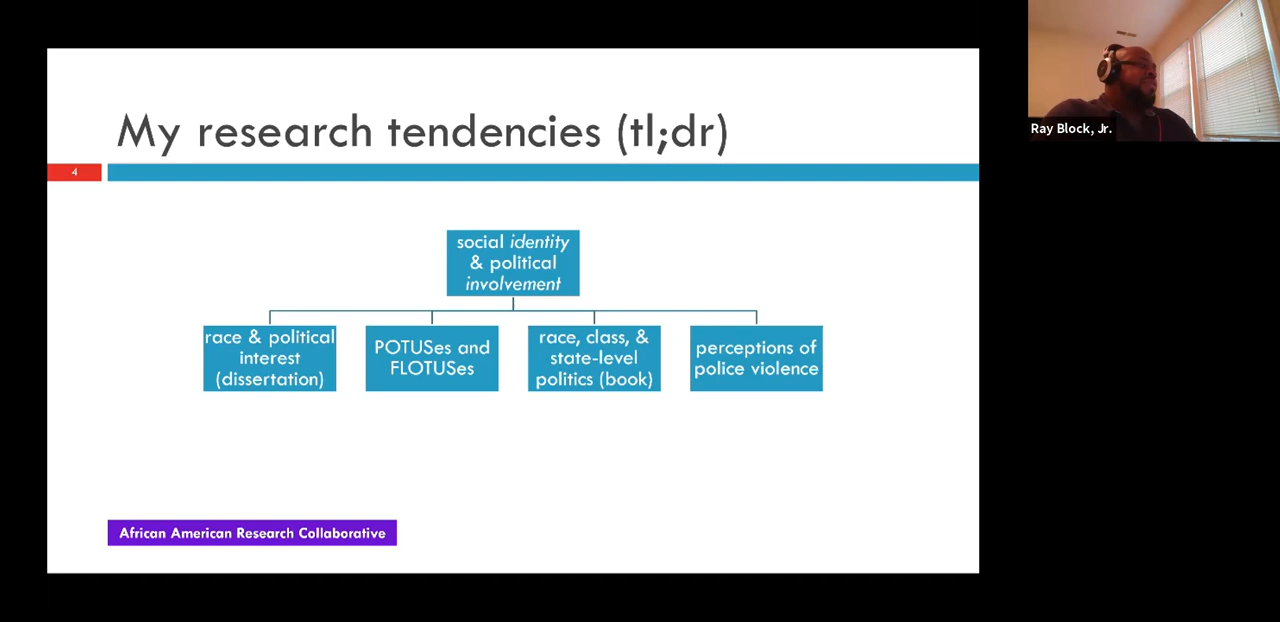 My research tendencies (tl;dr)
4
social identity
& political
involvement
race & political
interest
(dissertation)
POTUSes and
FLOTUSes
race, class, &
state-level
politics (book)
perceptions of
police violence
African American Research Collaborative
Ray Block, Jr.